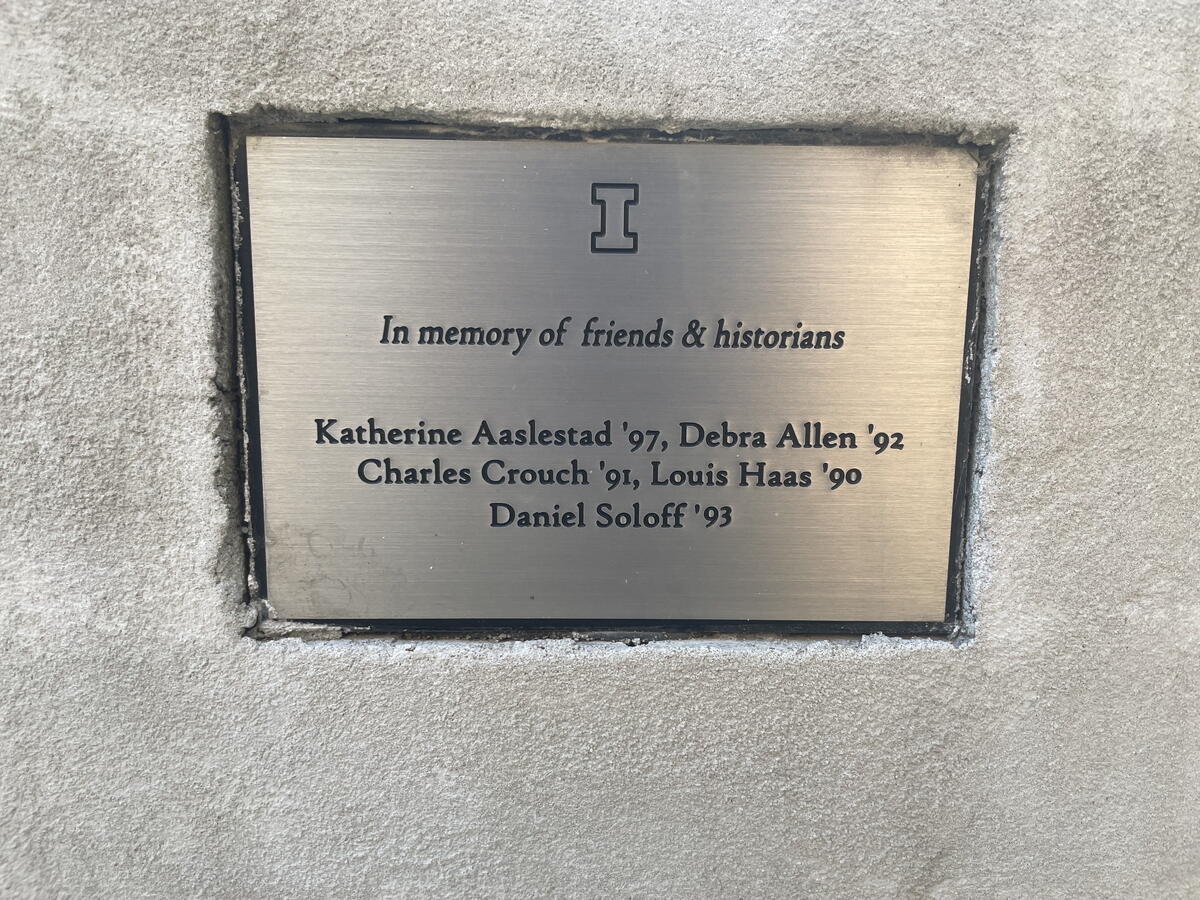 I
In memory of friends & historians
Katherine Aaslestad '97, Debra Allen '92
Charles Crouch '91, Louis Haas '90
Daniel Soloff '93